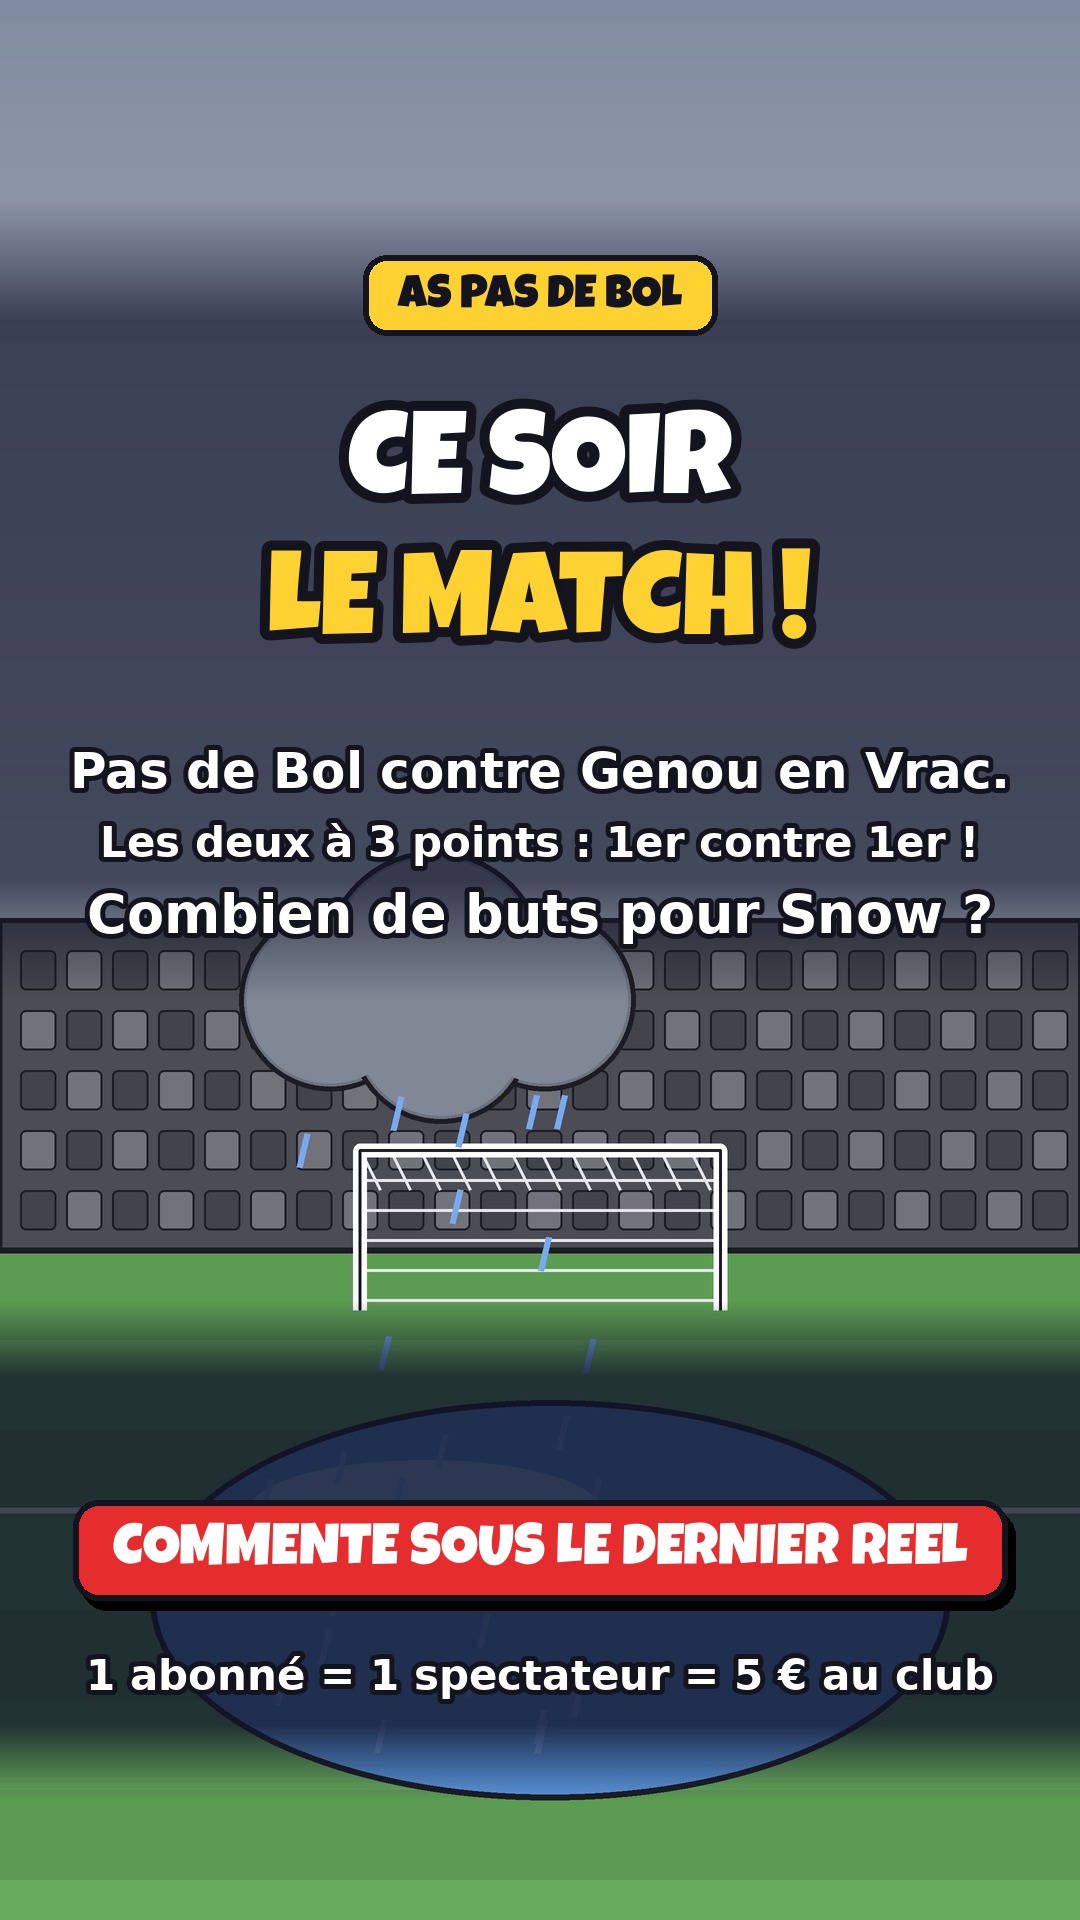 AS PAS DE BOL
CE SOIR
LE MATCH !
Pas de Bol contre Genou en Vrac.
Les deux à 3 points : 1er contre 1er !
Combien de buts pour Snow ?
COMMENTE SOUS LE DERNIER REEL
1 abonné = 1 spectateur = 5 € au club